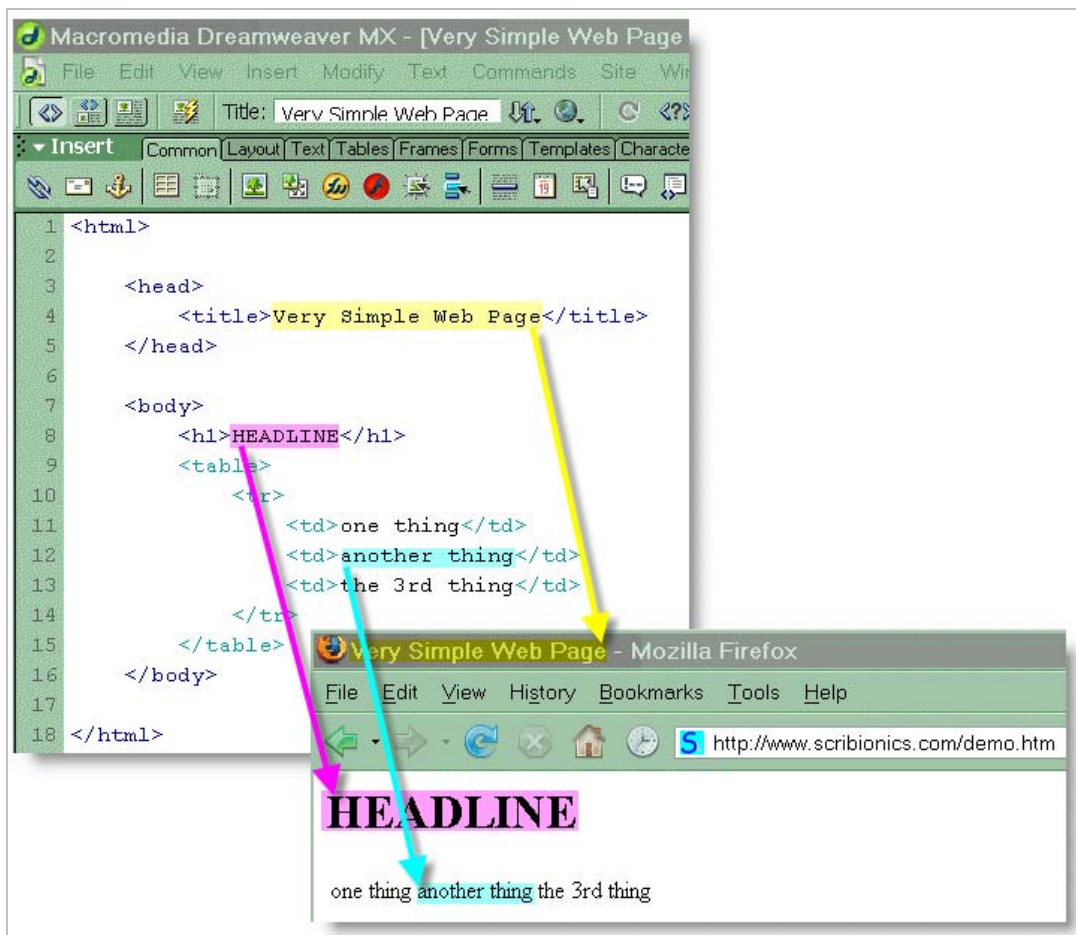 Macromedia Dreamweaver MX - [Very Simple Web Page
File Edit View Insert Modify Text Commands Site
Title: Very Simple Web Page
Insert Common Layout Text Tables Frames Forms Templates
1 <html>
2
3 <head>
4 <title>Very Simple Web Page</title>
5 </head>
6
7 <body>
8 <h1>HEADLINE</h1>
9 <table>
10 <tr>
11 <td>one thing</td>
12 <td>another thing</td>
13 <td>the 3rd thing</td>
14 </tr>
15 </table>
16 </body>
17
18 </html>
Very Simple Web Page - Mozilla Firefox
File Edit View History Bookmarks Tools Help
S http://www.scribionics.com/demo.htm
HEADLINE
one thing another thing the 3rd thing